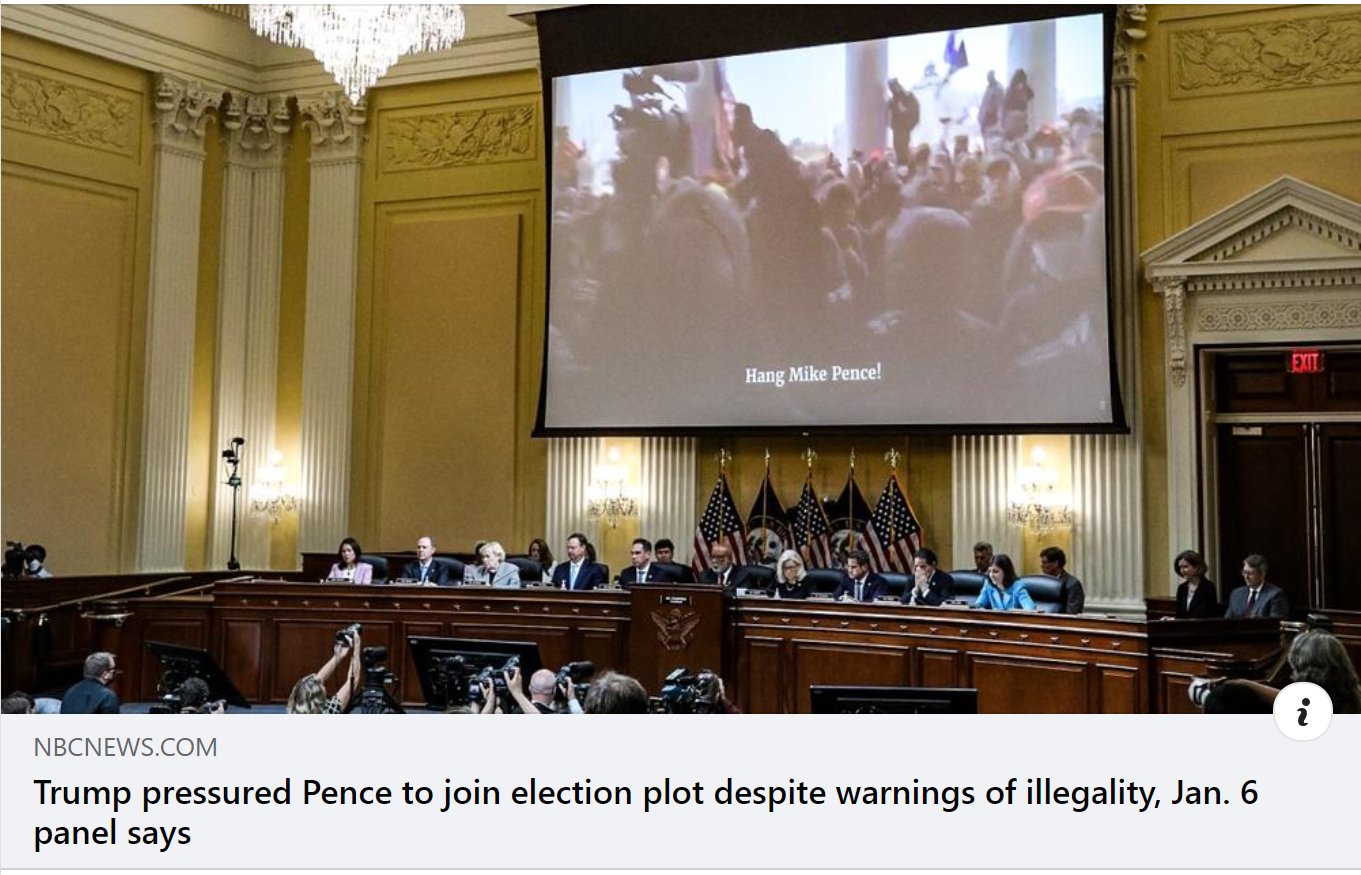 Hang Mike Pence!
EXIT
NBCNEWS.COM
Trump pressured Pence to join election plot despite warnings of illegality, Jan. 6
panel says